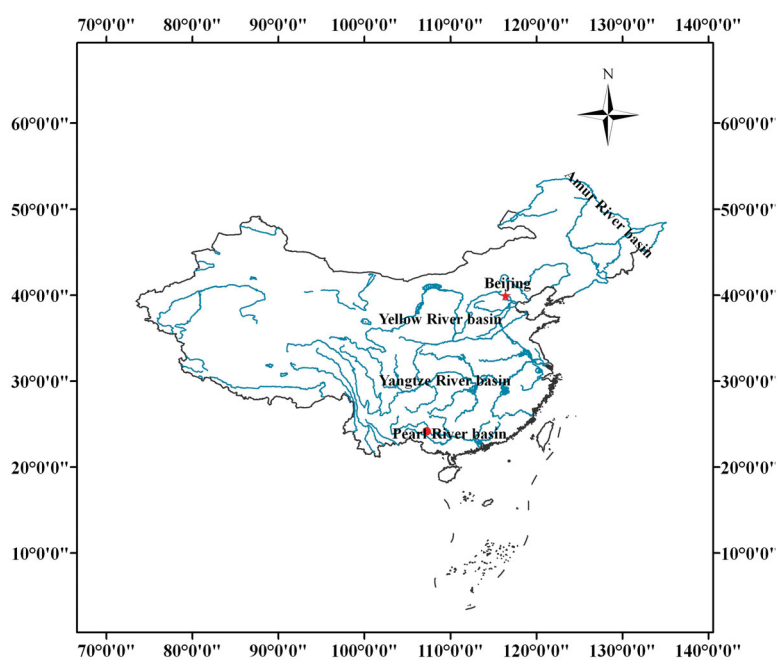 70°0'0" 80°0'0" 90°0'0" 100°0'0" 110°0'0" 120°0'0" 130°0'0" 140°0'0"
N
60°0'0" 60°0'0"
Amur River basin
50°0'0" 50°0'0"
Beijing
40°0'0" 40°0'0"
Yellow River basin
Yangtze River basin
30°0'0" 30°0'0"
Pearl River basin
20°0'0" 20°0'0"
10°0'0" 10°0'0"
70°0'0" 80°0'0" 90°0'0" 100°0'0" 110°0'0" 120°0'0" 130°0'0" 140°0'0"